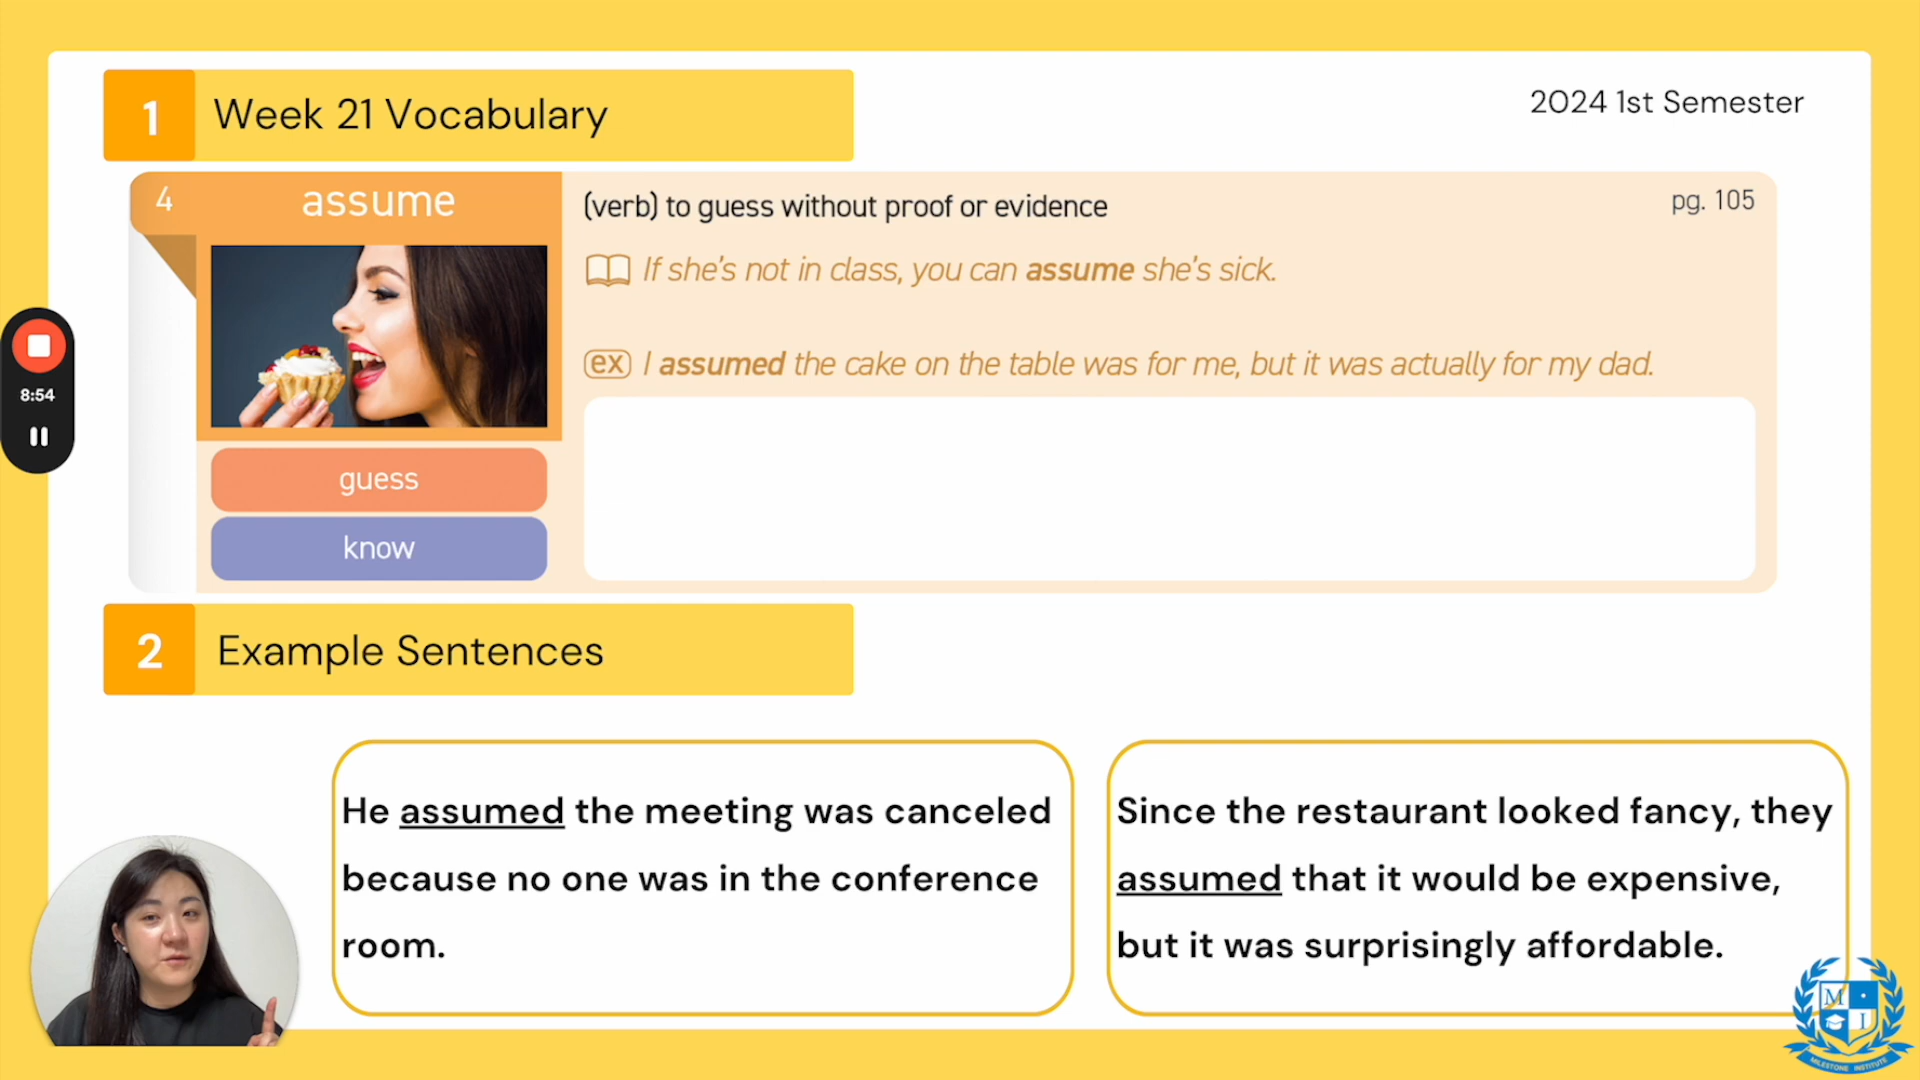 1 Week 21 Vocabulary
2024 1st Semester
4 assume
(verb) to guess without proof or evidence
pg. 105
If she's not in class, you can assume she's sick.
ex I assumed the cake on the table was for me, but it was actually for my dad.
guess
know
8:54
2 Example Sentences
He assumed the meeting was canceled
because no one was in the conference
room.
Since the restaurant looked fancy, they
assumed that it would be expensive,
but it was surprisingly affordable.
M
I
MILESTONE INSTITUTE